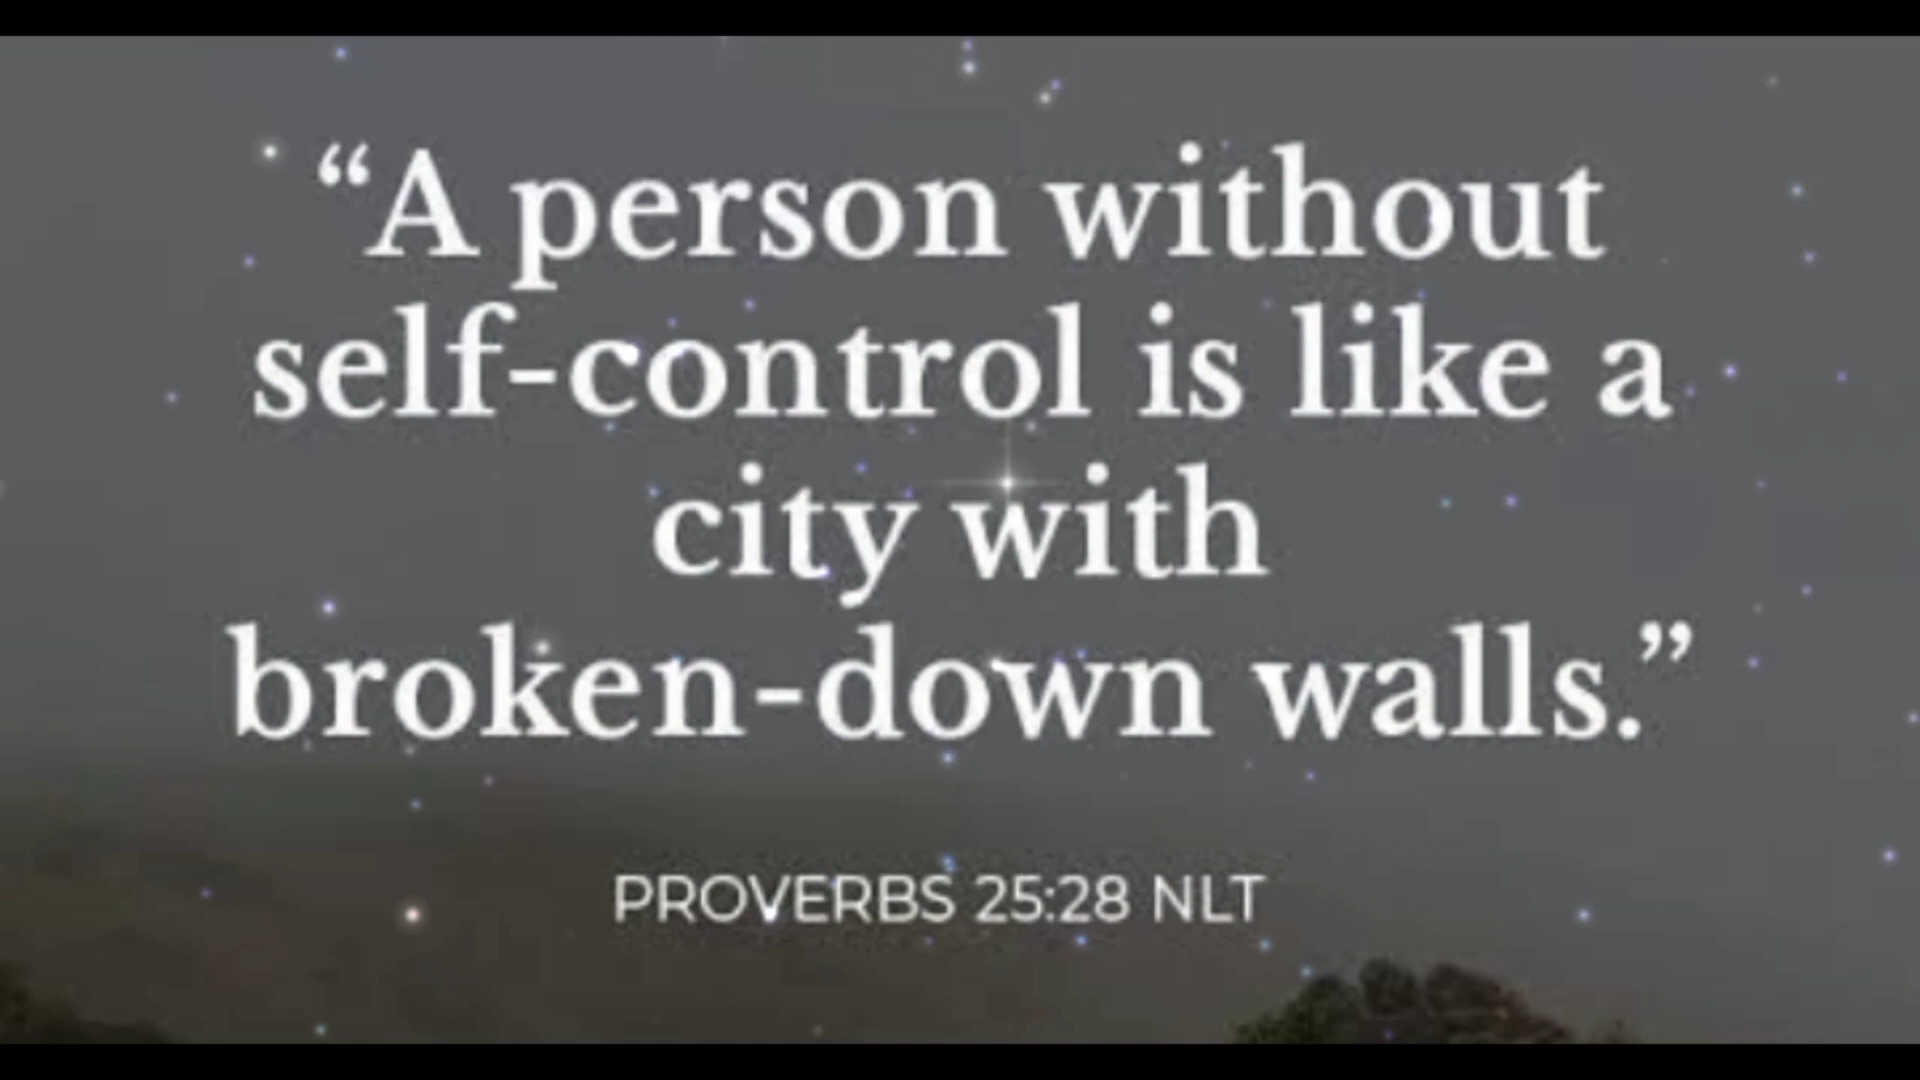 “A person without
self-control is like a
city with
broken-down walls.”
PROVERBS 25:28 NLT